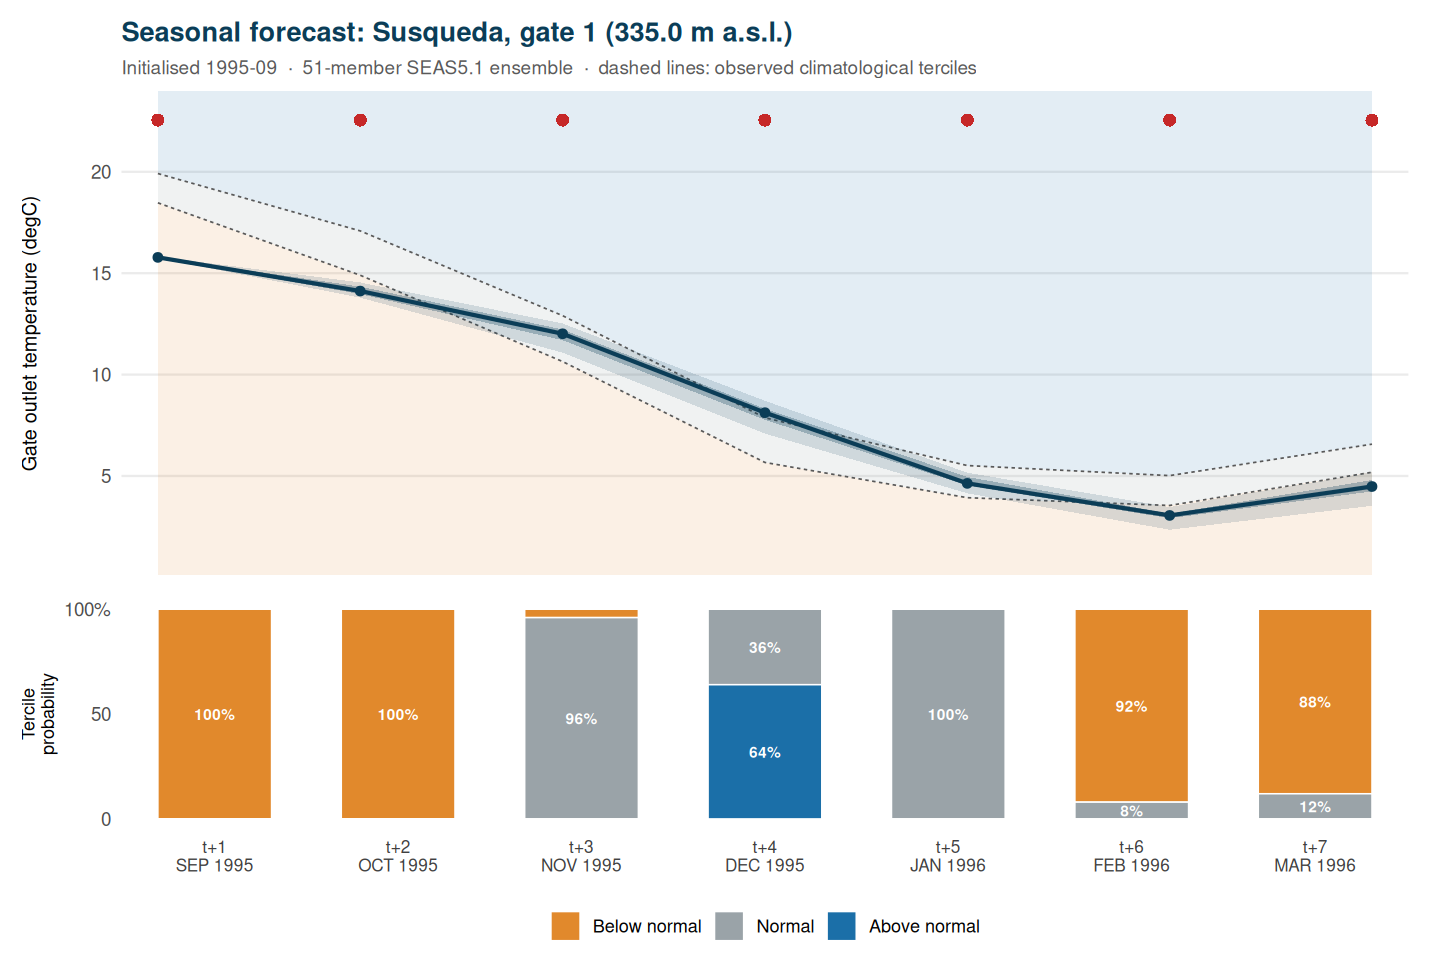 Seasonal forecast: Susqueda, gate 1 (335.0 m a.s.l.)
Initialised 1995-09 · 51-member SEAS5.1 ensemble · dashed lines: observed climatological terciles
Gate outlet temperature (degC)
20
15
10
5
Tercile
probability
100%
50
0
100%
100%
96%
36%
64%
100%
92%
8%
88%
12%
t+1
SEP 1995
t+2
OCT 1995
t+3
NOV 1995
t+4
DEC 1995
t+5
JAN 1996
t+6
FEB 1996
t+7
MAR 1996
Below normal
Normal
Above normal